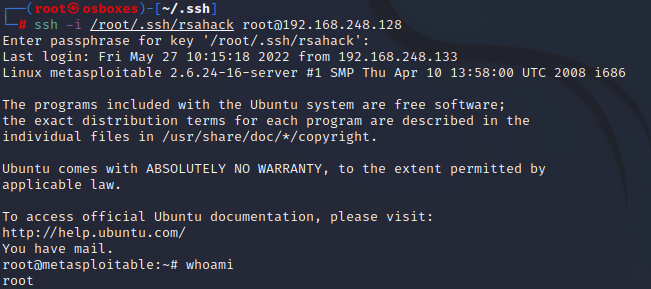 ┌──(root㉿osboxes)-[~/.ssh]
└─# ssh -i /root/.ssh/rsahack root@192.168.248.128
Enter passphrase for key '/root/.ssh/rsahack':
Last login: Fri May 27 10:15:18 2022 from 192.168.248.133
Linux metasploitable 2.6.24-16-server #1 SMP Thu Apr 10 13:58:00 UTC 2008 i686
The programs included with the Ubuntu system are free software;
the exact distribution terms for each program are described in the
individual files in /usr/share/doc/*/copyright.
Ubuntu comes with ABSOLUTELY NO WARRANTY, to the extent permitted by
applicable law.
To access official Ubuntu documentation, please visit:
http://help.ubuntu.com/
You have mail.
root@metasploitable:~# whoami
root